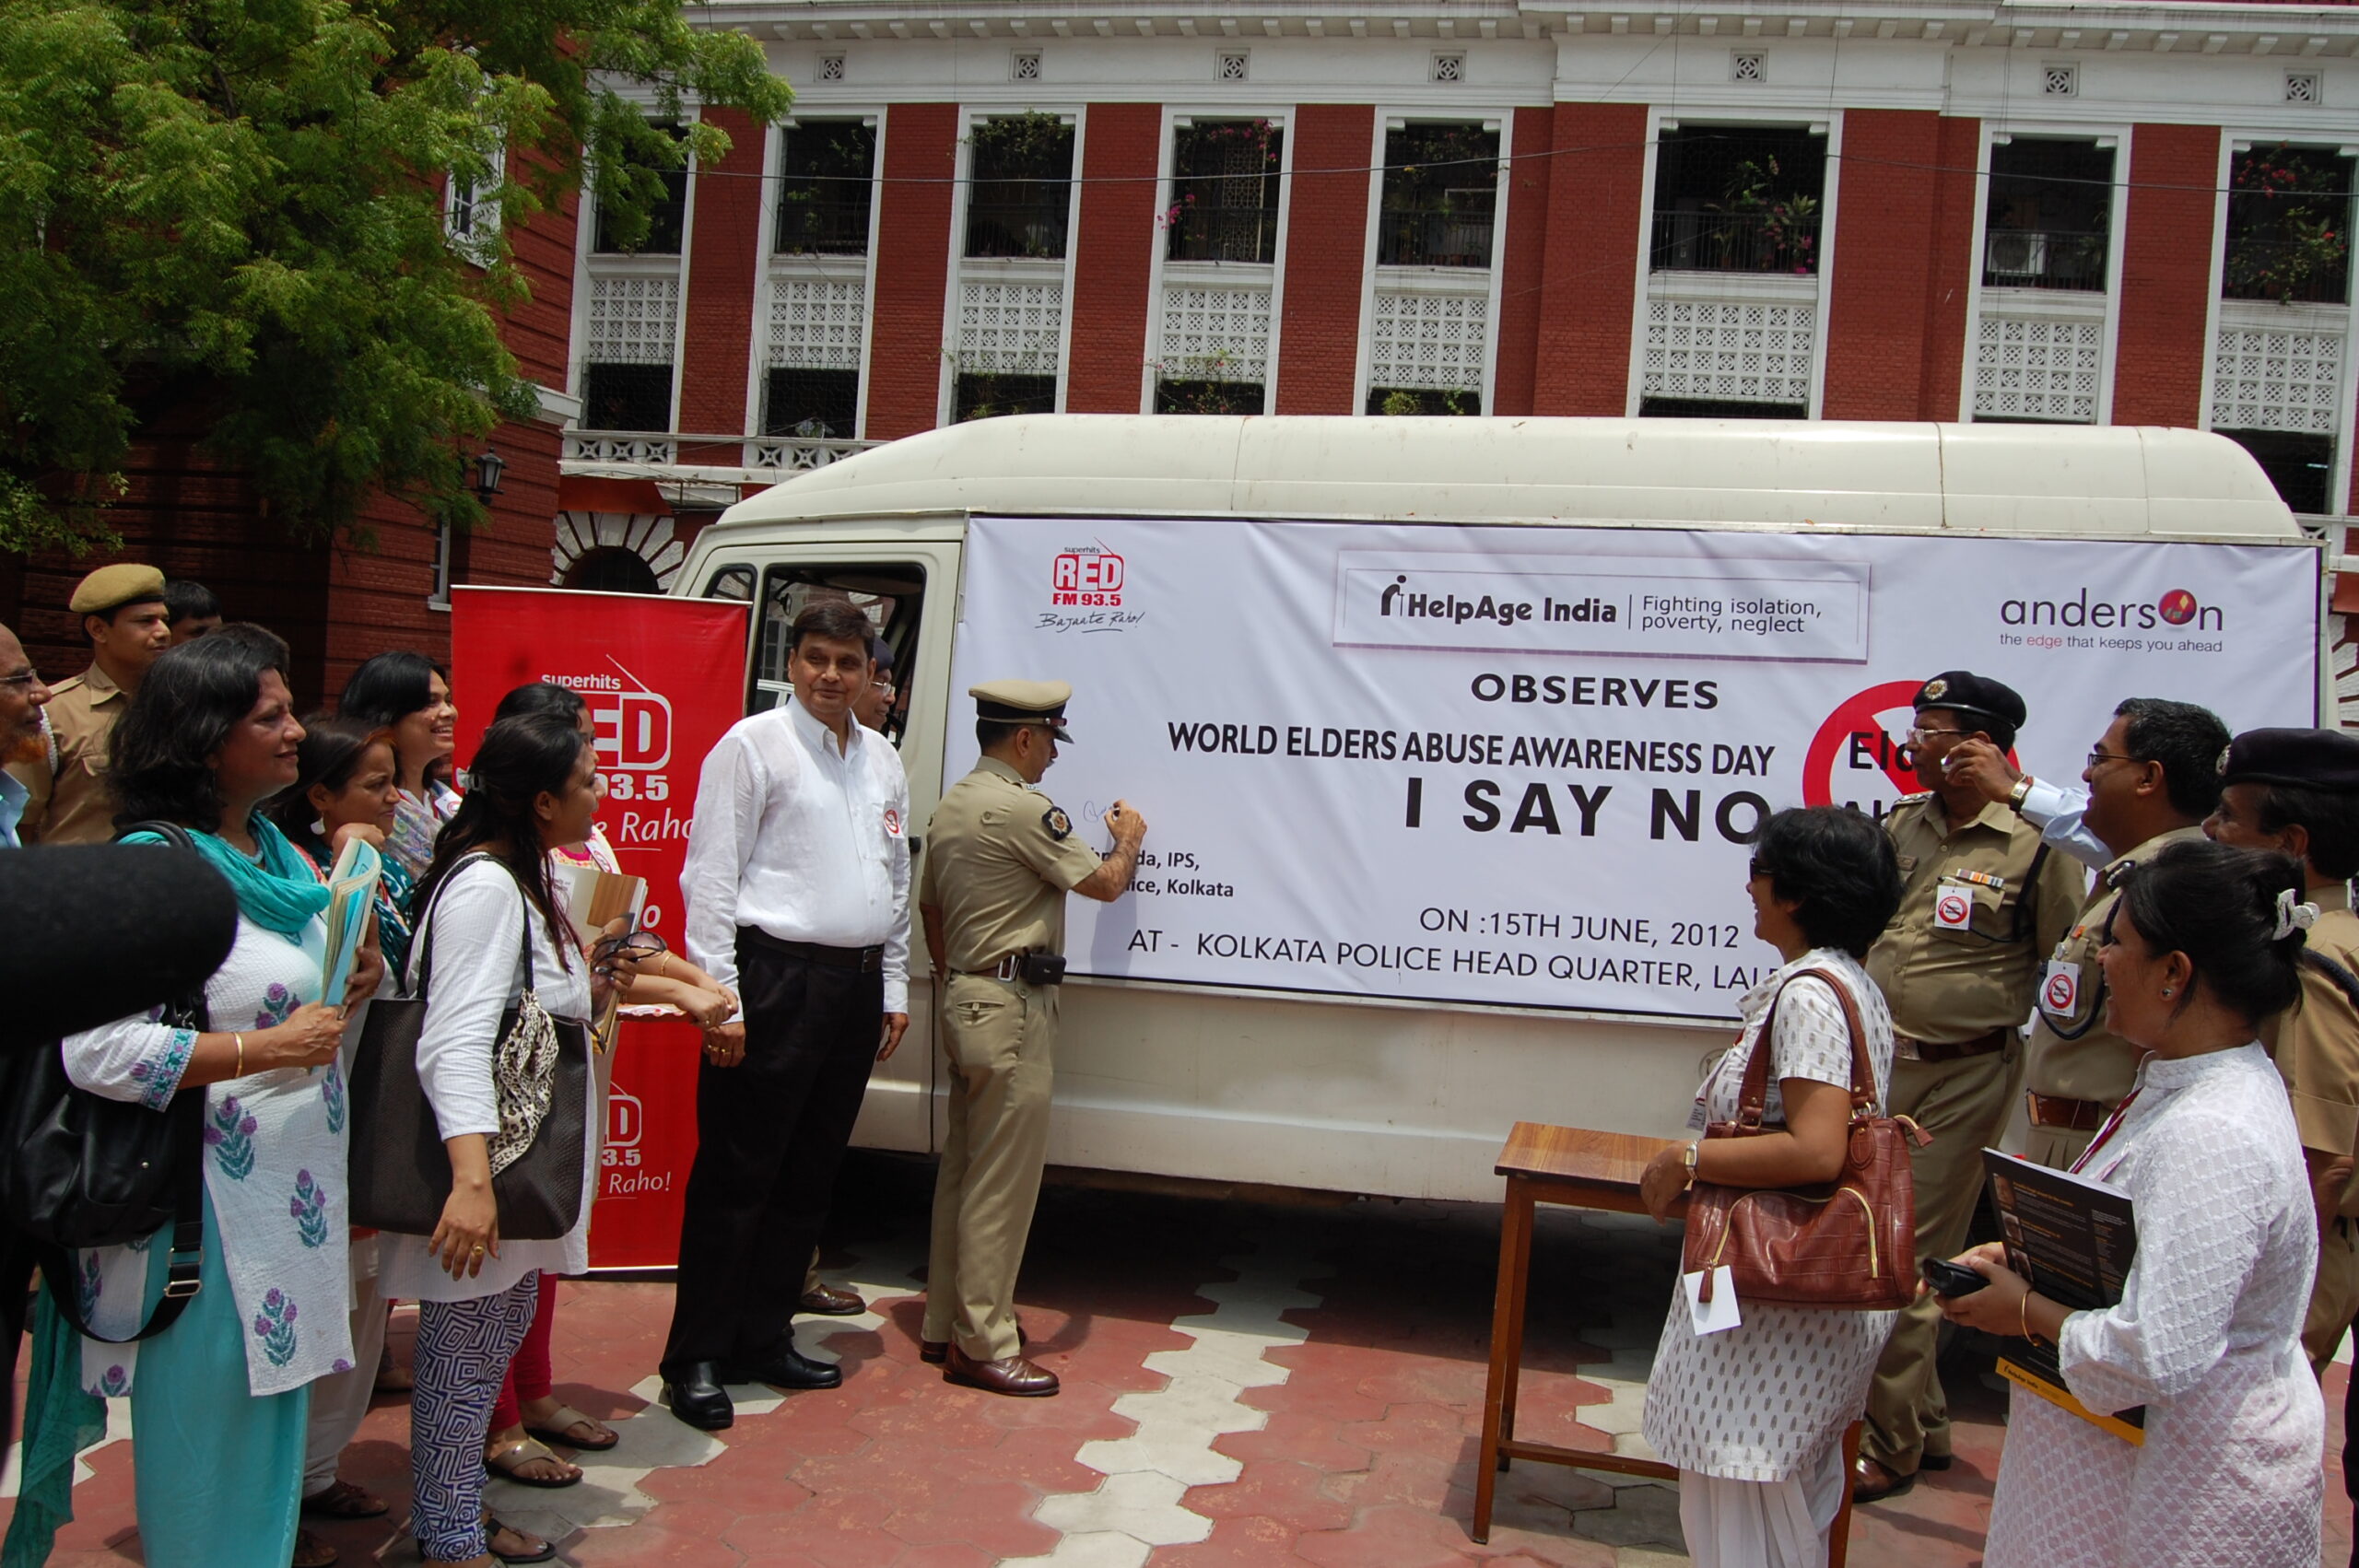 superhits
RED
FM 93.5
Bajaate Raho!
HelpAge India
Fighting isolation,
poverty, neglect
andersOn
the edge that keeps you ahead
OBSERVES
WORLD ELDERS ABUSE AWARENESS DAY
I SAY NO
IPS,
Kolkata
ON :15TH JUNE, 2012
AT - KOLKATA POLICE HEAD QUARTER,
superhits
RED
93.5
Raho
93.5
Raho!